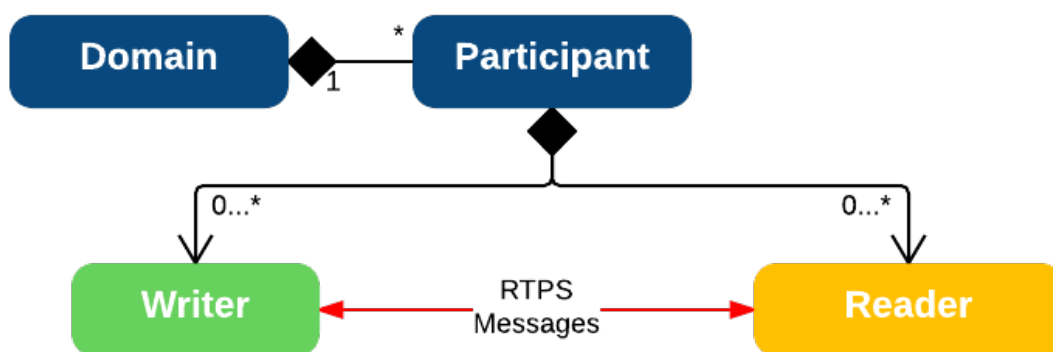 Domain
1
*
Participant
0...*
0...*
Writer
RTPS
Messages
Reader